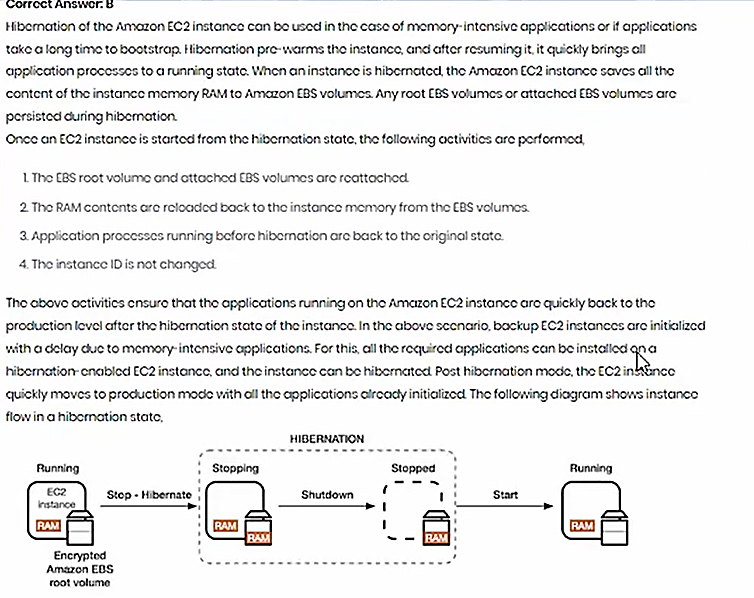 Correct Answer: B
Hibernation of the Amazon EC2 instance can be used in the case of memory-intensive applications or if applications
take a long time to bootstrap. Hibernation pre-warms the instance, and after resuming it, it quickly brings all
application processes to a running state. When an instance is hibernated, the Amazon EC2 instance saves all the
content of the instance memory RAM to Amazon EBS volumes. Any root EBS volumes or attached EBS volumes are
persisted during hibernation.
Once an EC2 instance is started from the hibernation state, the following activities are performed,
1. The EBS root volume and attached EBS volumes are reattached.
2. The RAM contents are reloaded back to the instance memory from the EBS volumes.
3. Application processes running before hibernation are back to the original state.
4. The instance ID is not changed.
The above activities ensure that the applications running on the Amazon EC2 instance are quickly back to the
production level after the hibernation state of the instance. In the above scenario, backup EC2 instances are initialized
with a delay due to memory-intensive applications. For this, all the required applications can be installed on a
hibernation-enabled EC2 instance, and the instance can be hibernated. Post hibernation mode, the EC2 instance
quickly moves to production mode with all the applications already initialized. The following diagram shows instance
flow in a hibernation state,
HIBERNATION
Running
Stopping
Stopped
Running
EC2
instance
Stop - Hibernate
Shutdown
Start
RAM
RAM
RAM
RAM
RAM
Encrypted
Amazon EBS
root volume